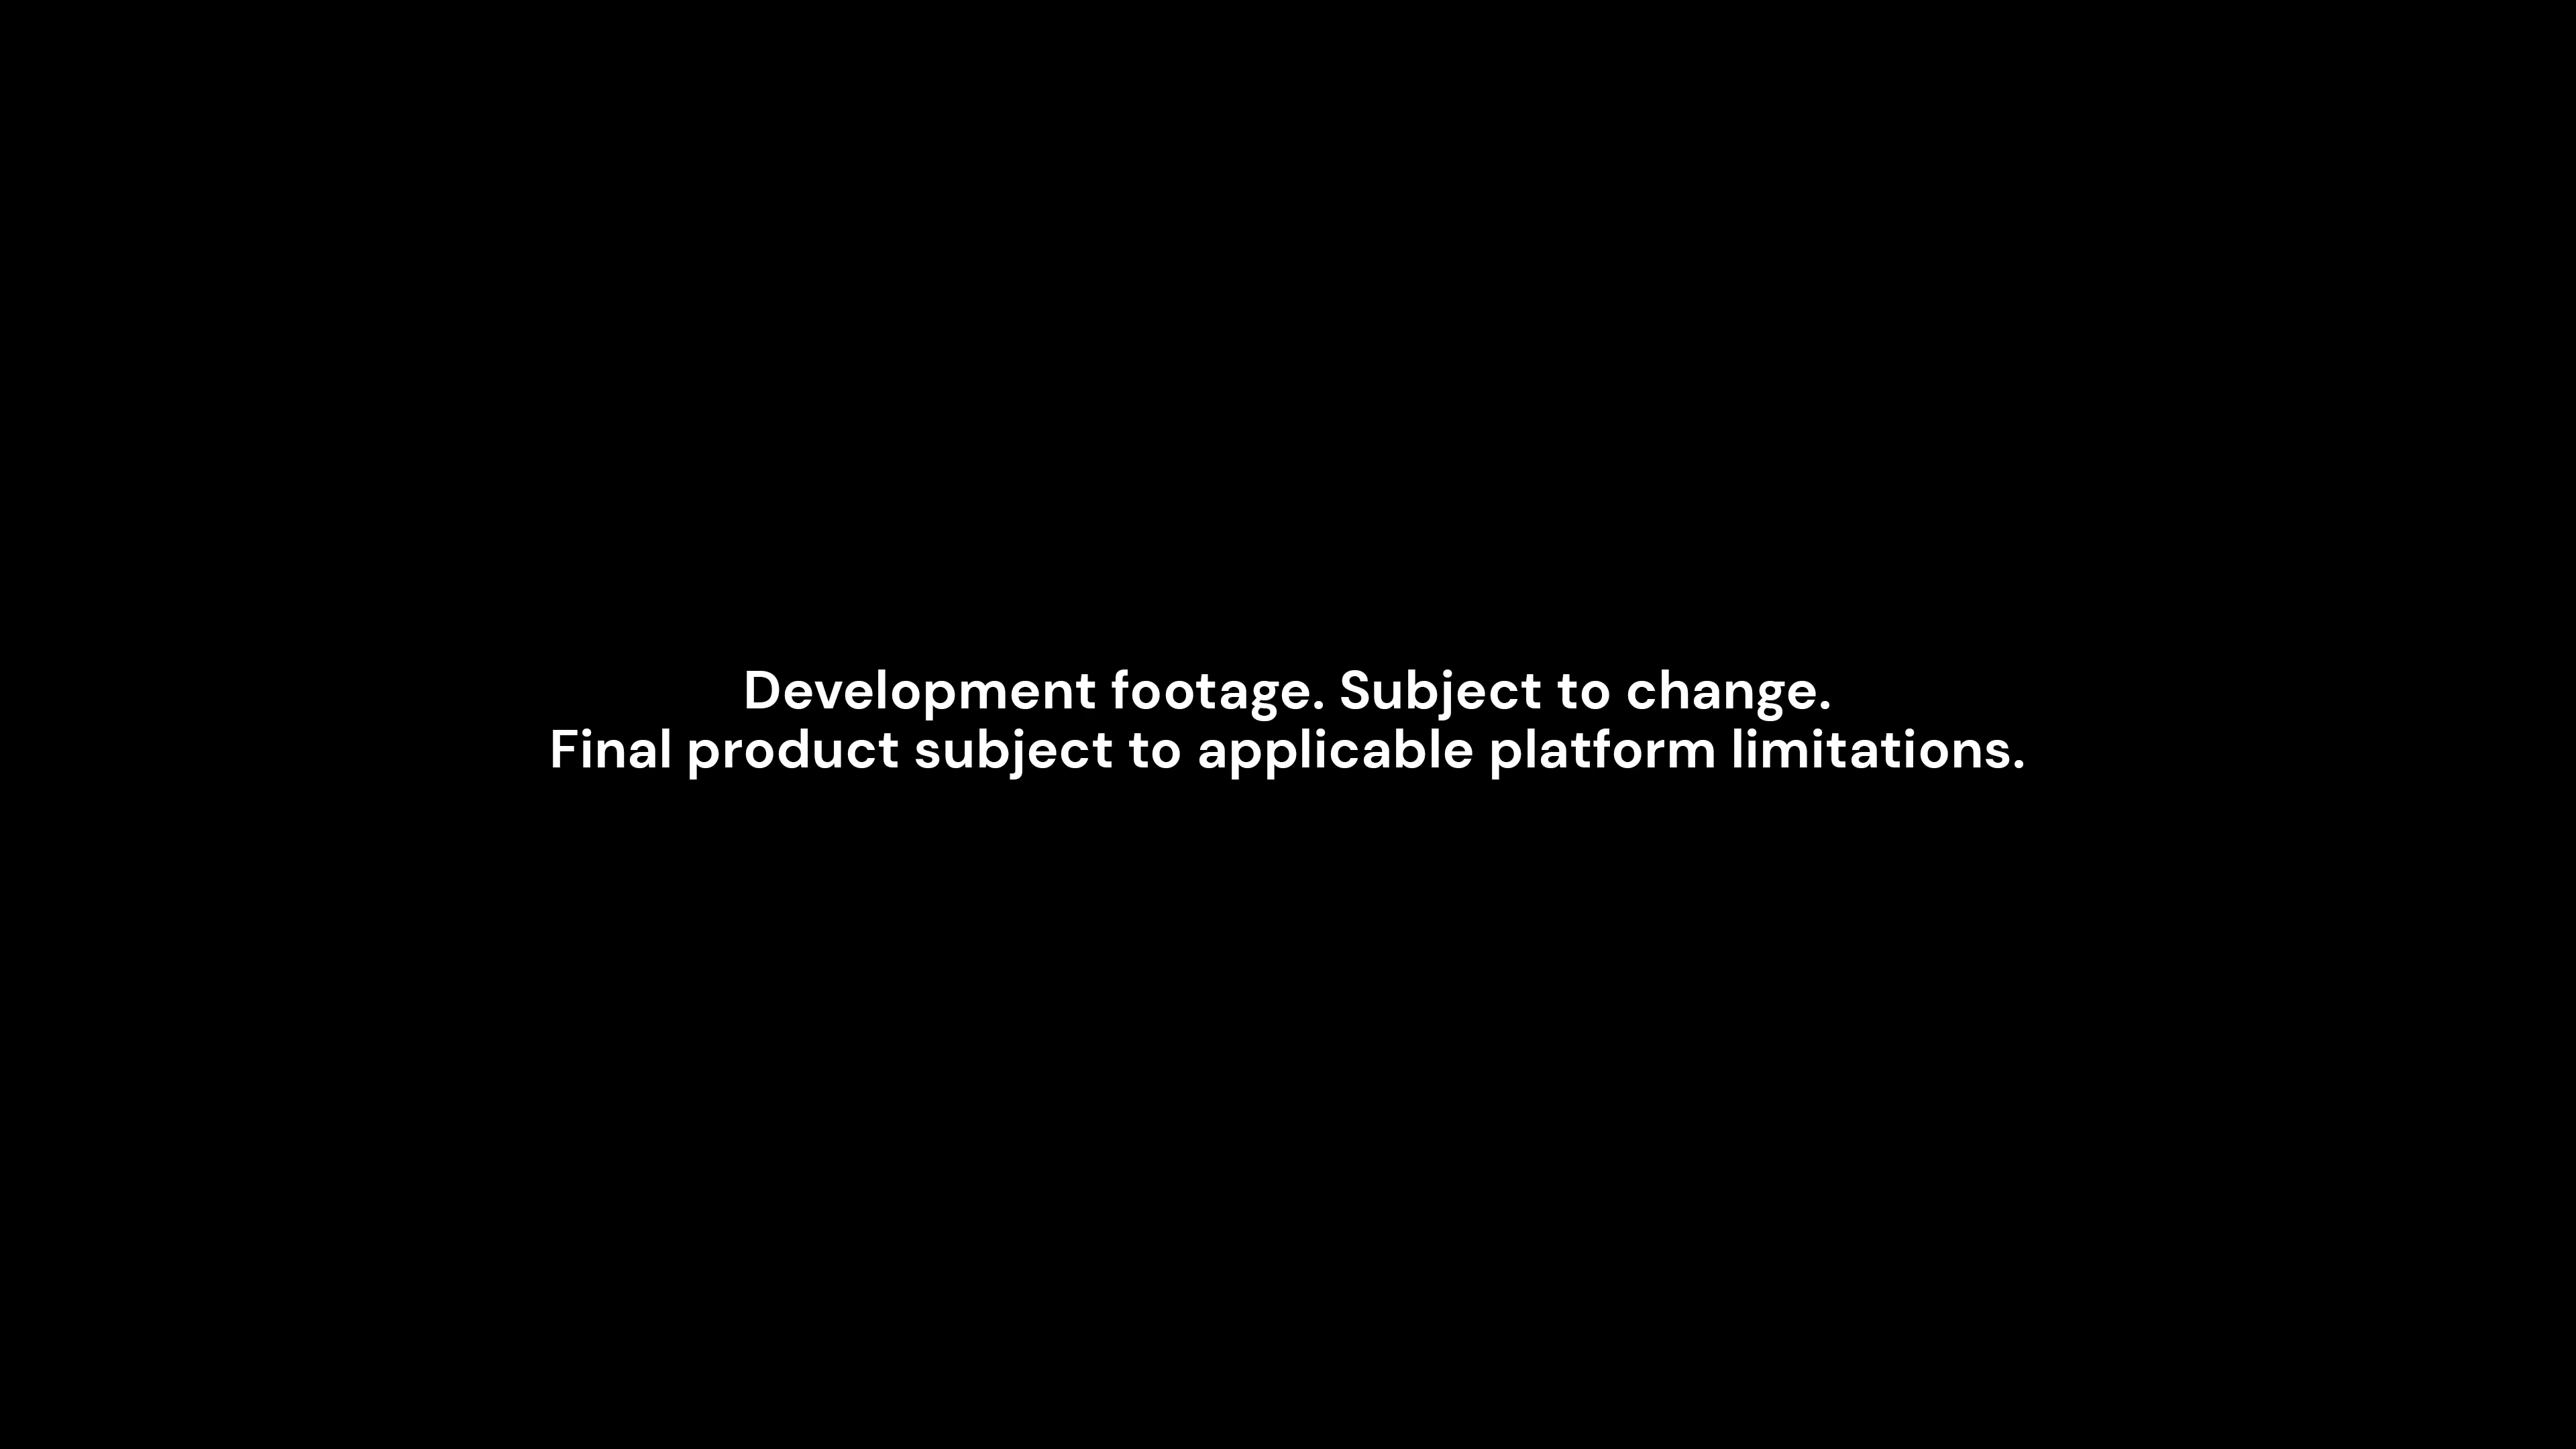 Development footage. Subject to change.
Final product subject to applicable platform limitations.